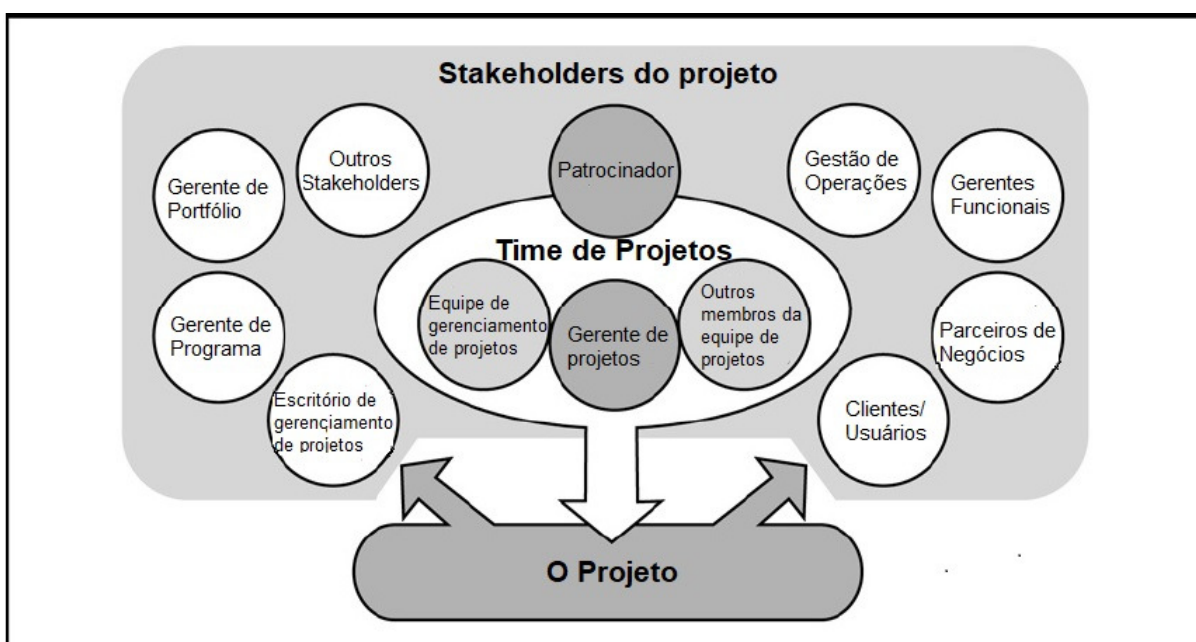 Stakeholders do projeto
Outros
Stakeholders
Patrocinador
Gestão de
Operações
Gerente de
Portfólio
Gerentes
Funcionais
Time de Projetos
Equipe de
gerenciamento
de projetos
Gerente de
projetos
Outros
membros da
equipe de
projetos
Gerente de
Programa
Parceiros de
Negócios
Escritório de
gerenciamento
de projetos
Clientes/
Usuários
O Projeto